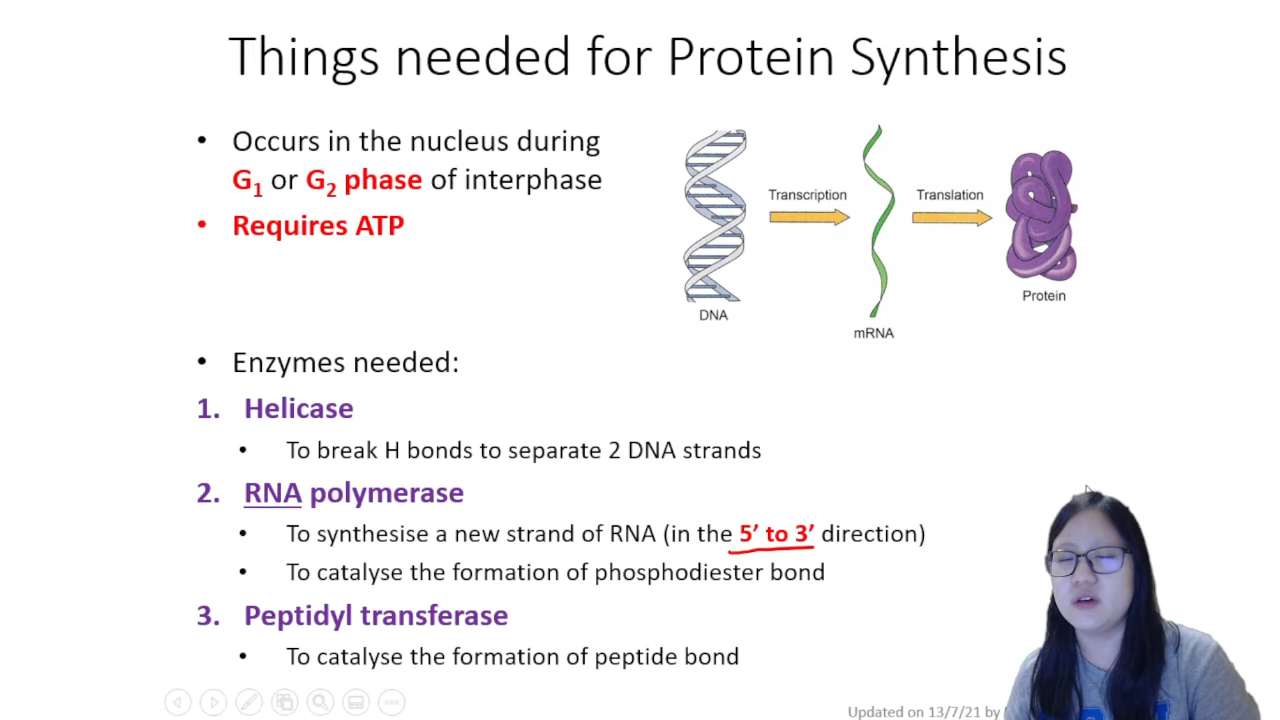 Things needed for Protein Synthesis
• Occurs in the nucleus during
G1 or G2 phase of interphase
• Requires ATP
Transcription
Translation
DNA
mRNA
Protein
• Enzymes needed:
1. Helicase
• To break H bonds to separate 2 DNA strands
2. RNA polymerase
• To synthesise a new strand of RNA (in the 5’ to 3’ direction)
• To catalyse the formation of phosphodiester bond
3. Peptidyl transferase
• To catalyse the formation of peptide bond
Updated on 13/7/21 by